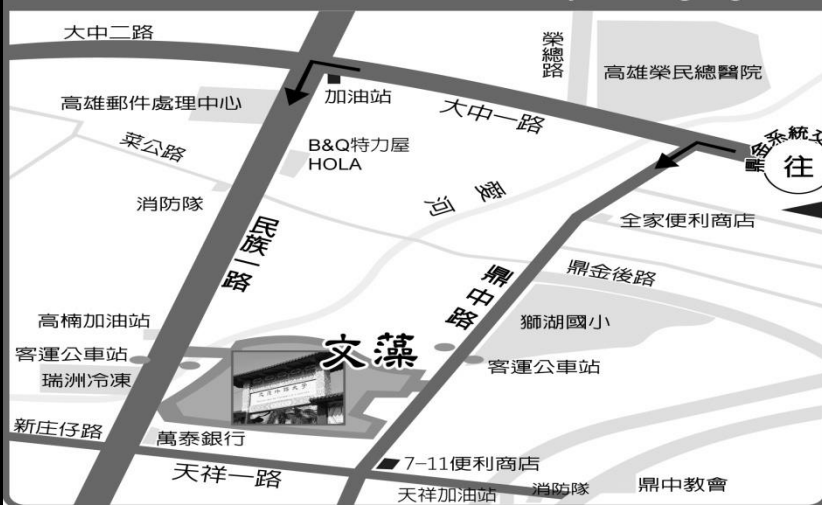 大中二路
榮總路
高雄榮民總醫院
加油站
高雄郵件處理中心
大中一路
鼎金系統交
往
菜公路
B&Q特力屋
HOLA
愛河
消防隊
全家便利商店
民族一路
鼎金後路
鼎中路
高楠加油站
獅湖國小
文藻
客運公車站
客運公車站
瑞洲冷凍
新庄仔路
萬泰銀行
7-11便利商店
天祥一路
天祥加油站
消防隊
鼎中教會